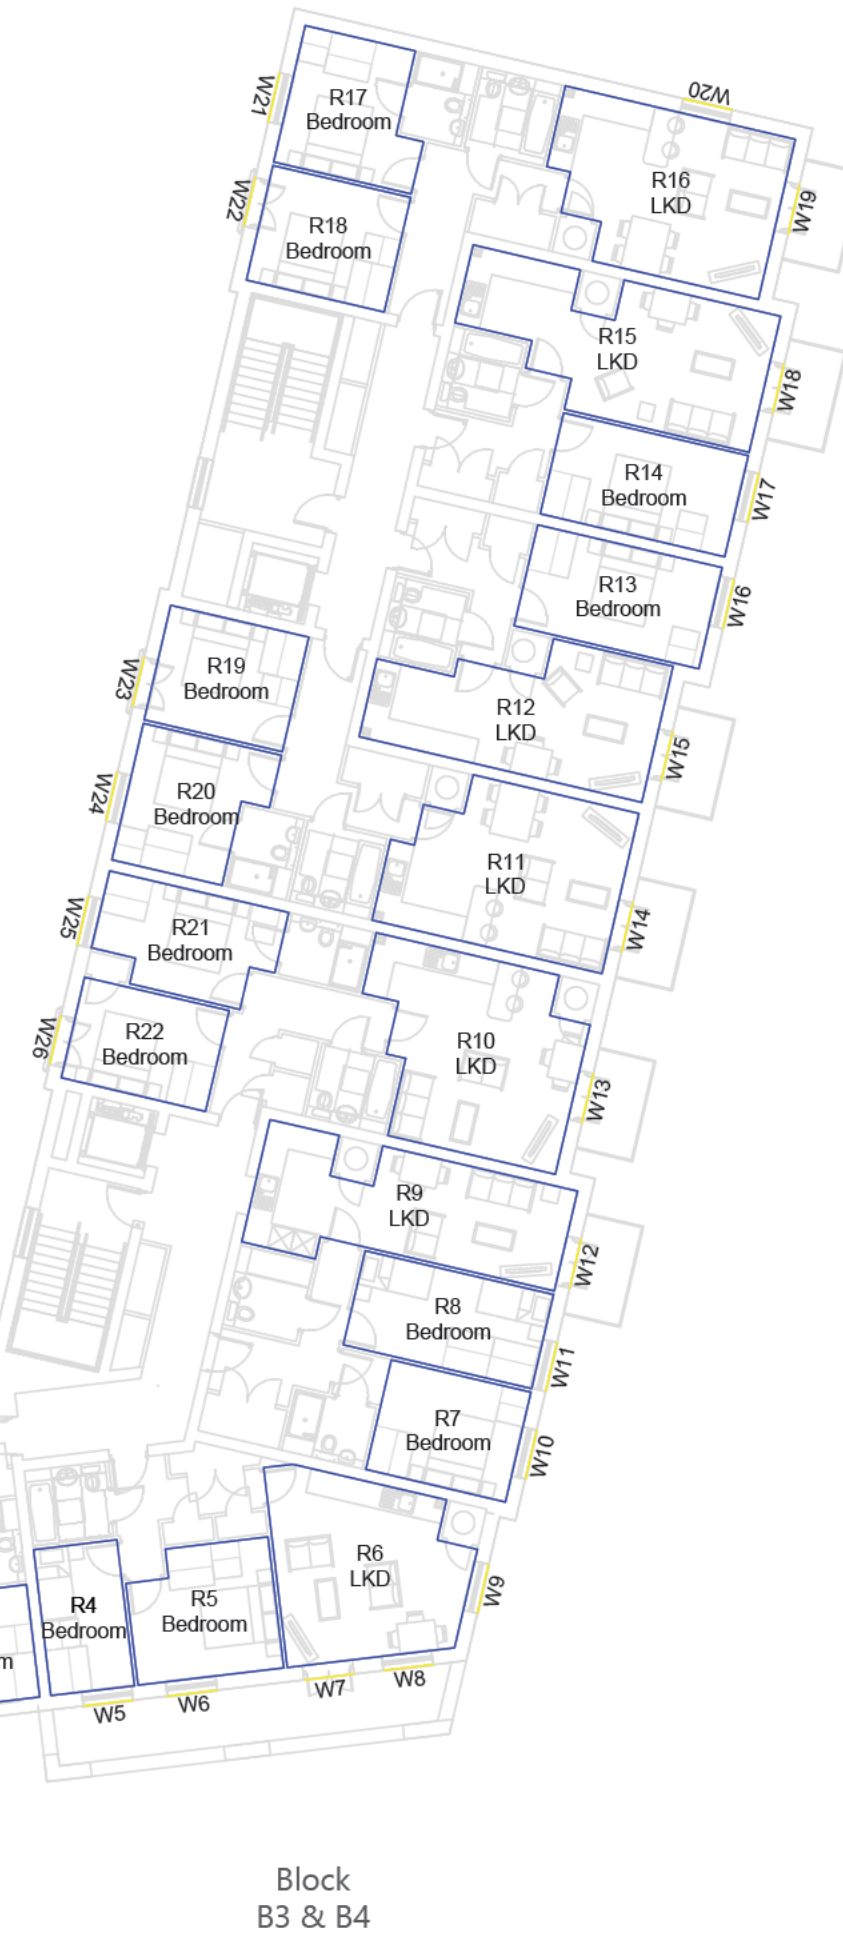 W20
W21
R17
Bedroom
W22
R16
LKD
W19
R18
Bedroom
R15
LKD
W18
R14
Bedroom
W17
R13
Bedroom
W16
R19
Bedroom
W23
R12
LKD
W15
R20
Bedroom
W24
R11
LKD
W14
R21
Bedroom
W25
R10
LKD
R22
Bedroom
W26
W13
R9
LKD
W12
R8
Bedroom
W11
R7
Bedroom
W10
R6
LKD
W9
R5
Bedroom
R4
Bedroom
m
W8
W7
W6
W5
Block
B3 & B4